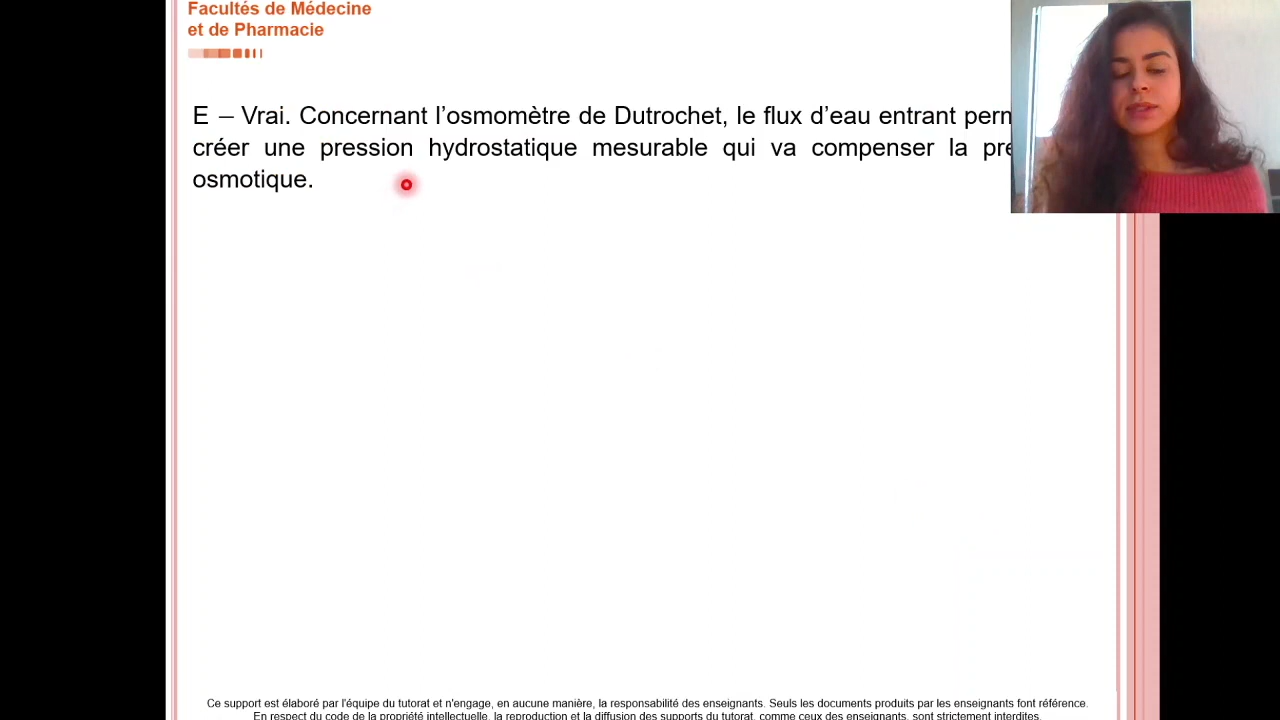 Facultés de Médecine
et de Pharmacie
E – Vrai. Concernant l’osmomètre de Dutrochet, le flux d’eau entrant
créer une pression hydrostatique mesurable qui va compenser la
osmotique.
Ce support est élaboré par l'équipe du tutorat et n'engage, en aucune manière, la responsabilité des enseignants. Seuls les documents produits par les enseignants font référence.
En respect du code de la propriété intellectuelle, la reproduction et la diffusion des supports du tutorat, comme ceux des enseignants, sont strictement interdites.